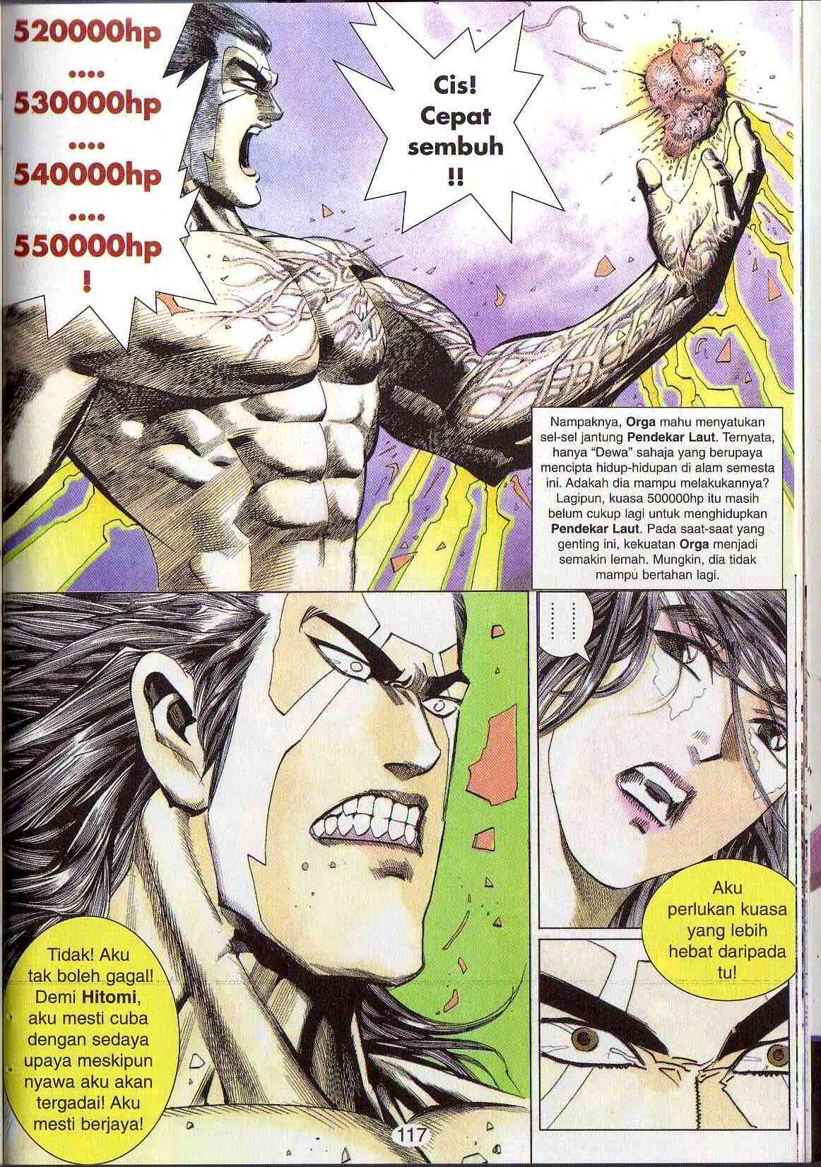 520000hp
....
530000hp
....
540000hp
....
550000hp
!
Cis!
Cepat
sembuh
!!
Nampaknya, Orga mahu menyatukan
sel-sel jantung Pendekar Laut. Ternyata,
hanya “Dewa” sahaja yang berupaya
mencipta hidup-hidupan di alam semesta
ini. Adakah dia mampu melakukannya?
Lagipun, kuasa 500000hp itu masih
belum cukup lagi untuk menghidupkan
Pendekar Laut. Pada saat-saat yang
genting ini, kekuatan Orga menjadi
semakin lemah. Mungkin, dia tidak
mampu bertahan lagi.
Tidak! Aku
tak boleh gagal!
Demi Hitomi,
aku mesti cuba
dengan sedaya
upaya meskipun
nyawa aku akan
tergadai! Aku
mesti berjaya!
Aku
perlukan kuasa
yang lebih
hebat daripada
tu!
117